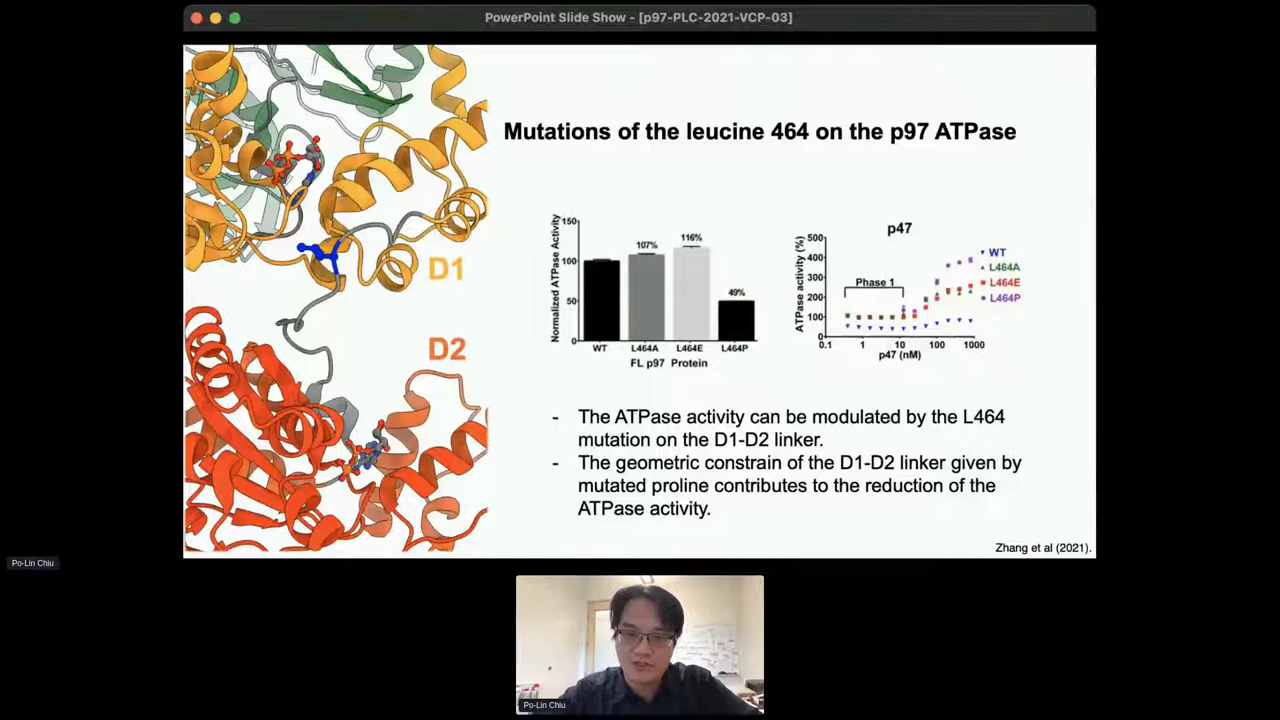 PowerPoint Slide Show - [p97-PLC-2021-VCP-03]
Mutations of the leucine 464 on the p97 ATPase
D1
D2
Normalized ATPase Activity
150
100
50
0
107%
116%
49%
WT L464A L464E L464P
FL p97 Protein
p47
ATPase activity (%)
500
400
300
200
100
0
Phase 1
WT
L464A
L464E
L464P
0.1 1 10 100 1000
p47 (nM)
- The ATPase activity can be modulated by the L464
mutation on the D1-D2 linker.
- The geometric constrain of the D1-D2 linker given by
mutated proline contributes to the reduction of the
ATPase activity.
Zhang et al (2021).
Po-Lin Chiu
Po-Lin Chiu